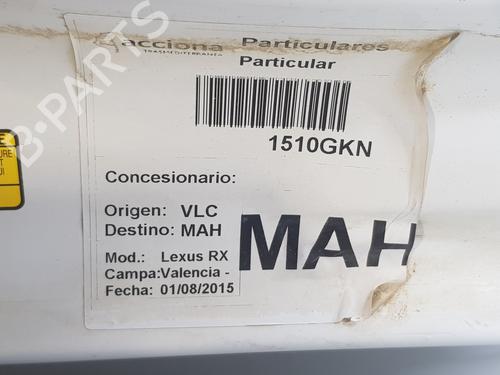 acciona Particulares
TRASMEDITERRANEA
Particular
1510GKN
Concesionario:
Origen: VLC
Destino: MAH
MAH
Mod.: Lexus RX
Campa:Valencia -
Fecha: 01/08/2015
B-PARTS